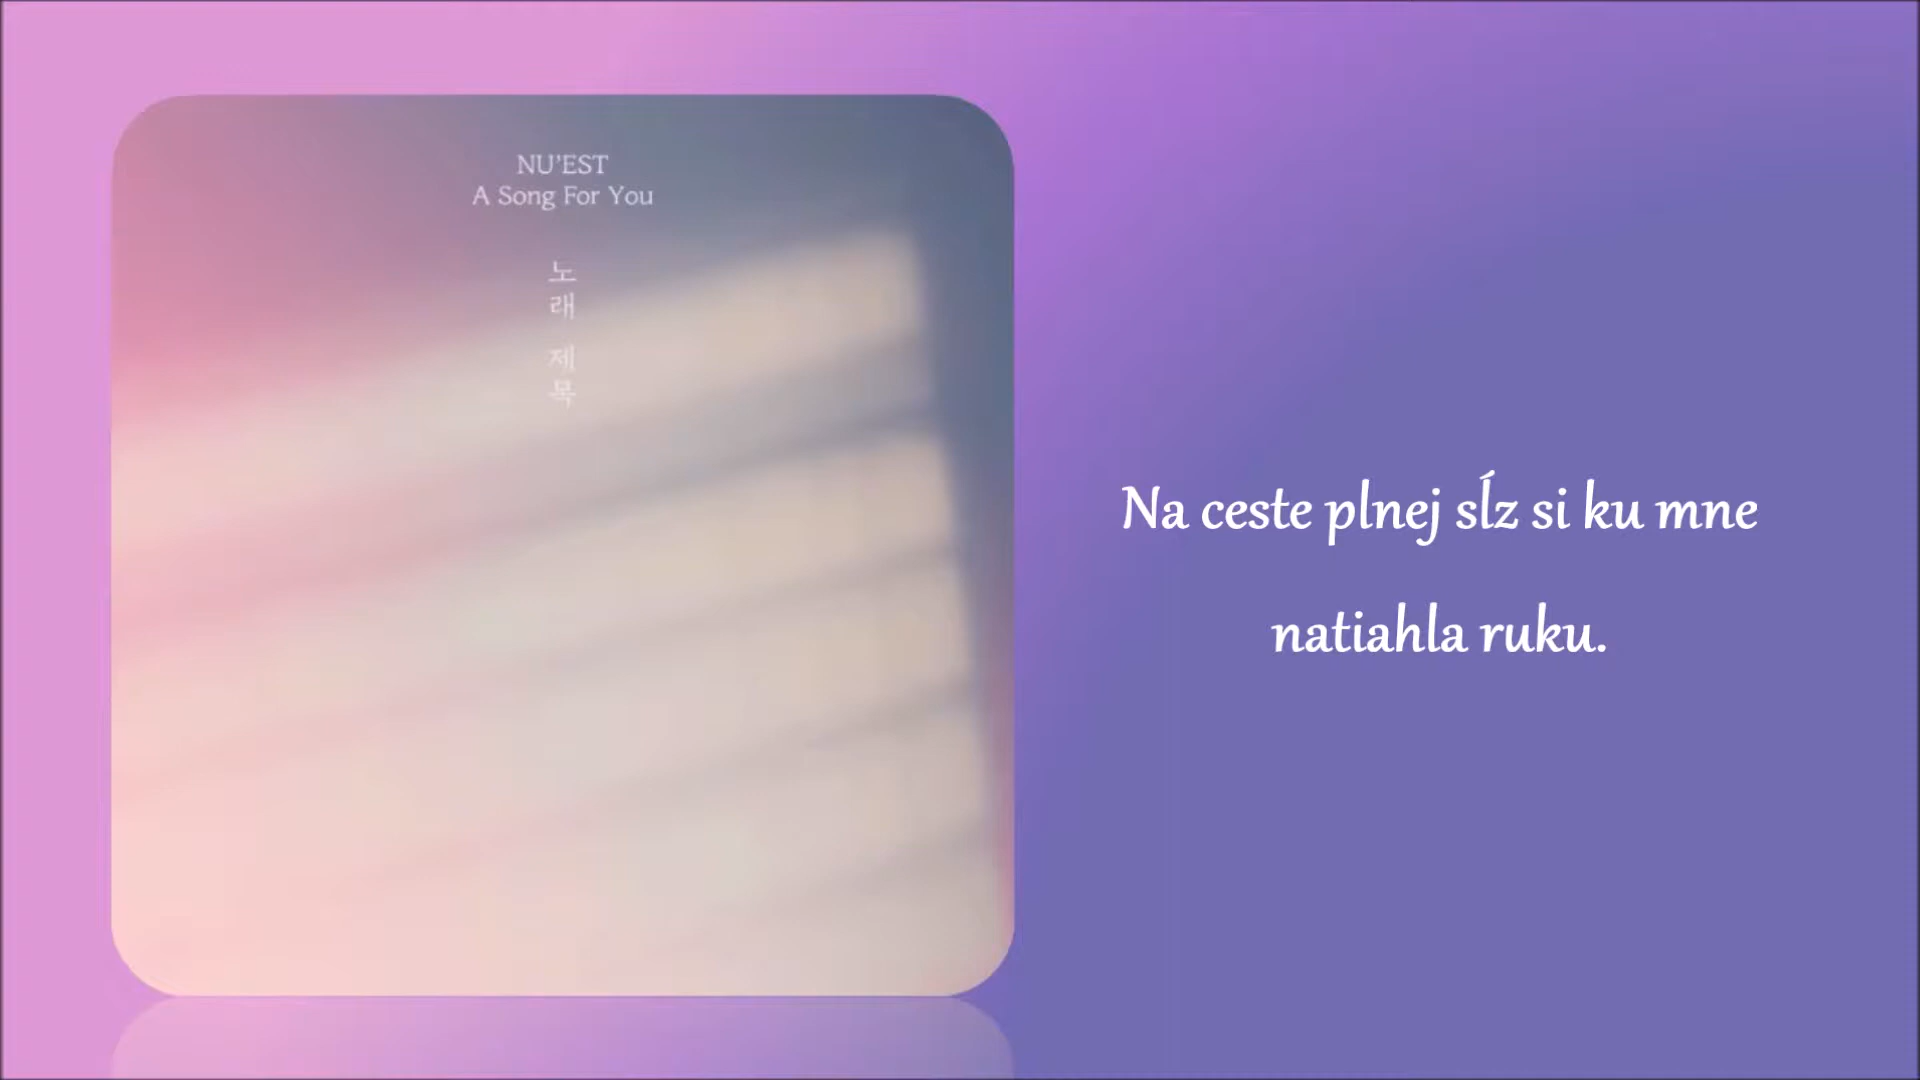 NU'EST
A Song For You
노
래
제
목
Na ceste plnej sĺz si ku mne
natiahla ruku.